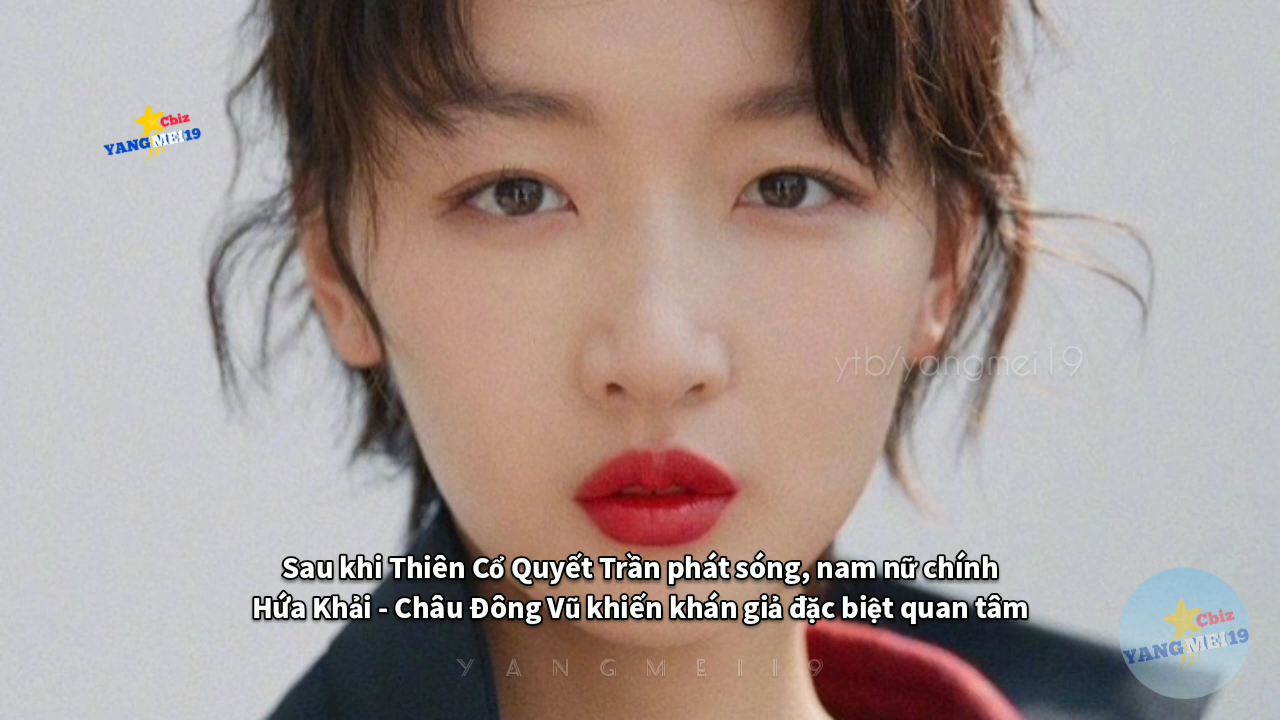 Cbiz
YANGMEI19
ytb/yangmei19
Sau khi Thiên Cổ Quyết Trần phát sóng, nam nữ chính
Hứa Khải - Châu Đông Vũ khiến khán giả đặc biệt quan tâm
Cbiz
YANGMEI19
YANGMEI19